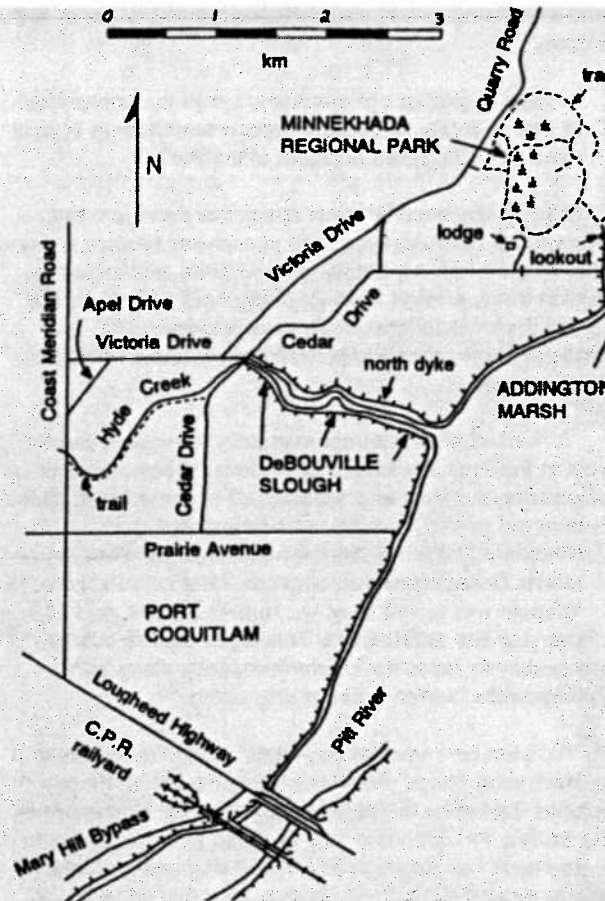 0 1 2 3
km
Quarry Road
trai
MINNEKHADA
REGIONAL PARK
N
lodge
lookout
Victoria Drive
Coast Meridian Road
Apel Drive
Victoria Drive
Cedar
Drive
north dyke
ADDINGTON
MARSH
Hyde
Creek
Cedar Drive
DeBOUVILLE
SLOUGH
trail
Prairie Avenue
PORT
COQUITLAM
Lougheed Highway
Pitt River
C.P.R.
railyard
Mary Hill Bypass